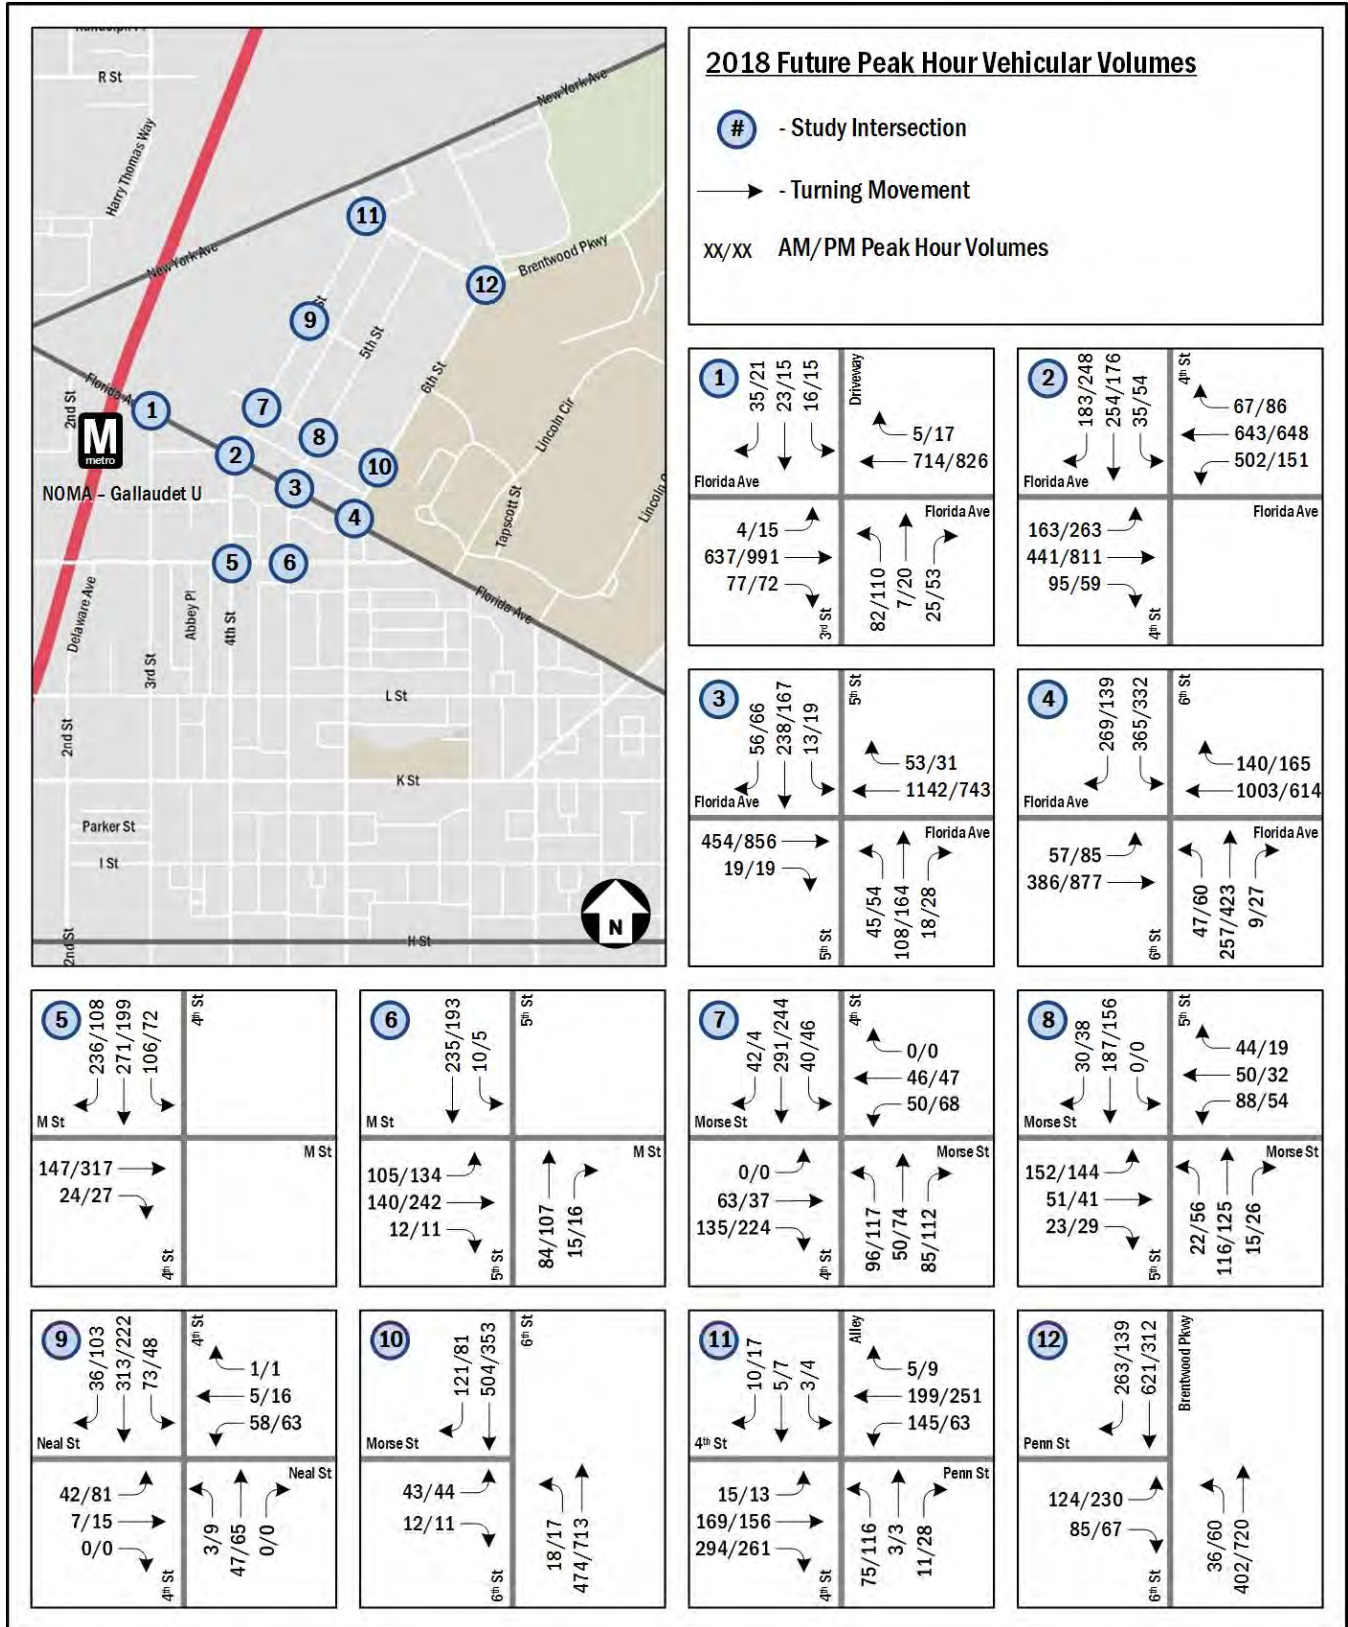 R St
Harry Thomas Way
New York Ave
New York Ave
Brentwood Pkwy
11
12
9
St
5th St
6th St
Lincoln Cir
Florida A
2nd St
1
7
8
2
10
3
4
M
metro
NOMA – Gallaudet U
Tapscott St
Lincoln
5
6
Florida Ave
Delaware Ave
Abbey Pl
4th St
3rd St
L St
2nd St
K St
Parker St
I St
N
2nd St
H St
2018 Future Peak Hour Vehicular Volumes
# - Study Intersection
- Turning Movement
XX/XX AM/PM Peak Hour Volumes
1
35/21
23/15
16/15
Driveway
5/17
714/826
Florida Ave
Florida Ave
4/15
637/991
77/72
3rd St
82/110
7/20
25/53
2
183/248
254/176
35/54
4th St
67/86
643/648
502/151
Florida Ave
Florida Ave
163/263
441/811
95/59
4th St
3
56/66
238/167
13/19
5th St
53/31
1142/743
Florida Ave
Florida Ave
454/856
19/19
5th St
45/54
108/164
18/28
4
269/139
365/332
6th St
140/165
1003/614
Florida Ave
Florida Ave
57/85
386/877
6th St
47/60
257/423
9/27
5
236/108
271/199
106/72
4th St
M St
M St
147/317
24/27
4th St
6
235/193
10/5
5th St
M St
M St
105/134
140/242
12/11
5th St
84/107
15/16
7
42/4
291/244
40/46
4th St
0/0
46/47
50/68
Morse St
Morse St
0/0
63/37
135/224
4th St
96/117
50/74
85/112
8
30/38
187/156
0/0
5th St
44/19
50/32
88/54
Morse St
Morse St
152/144
51/41
23/29
5th St
22/56
116/125
15/26
9
36/103
313/222
73/48
4th St
1/1
5/16
58/63
Neal St
Neal St
42/81
7/15
0/0
4th St
3/9
47/65
0/0
10
121/81
504/353
6th St
Morse St
43/44
12/11
6th St
18/17
474/713
11
10/17
5/7
3/4
Alley
5/9
199/251
145/63
4th St
Penn St
15/13
169/156
294/261
4th St
75/116
3/3
11/28
12
263/139
621/312
Brentwood Pkwy
Penn St
124/230
85/67
6th St
36/60
402/720